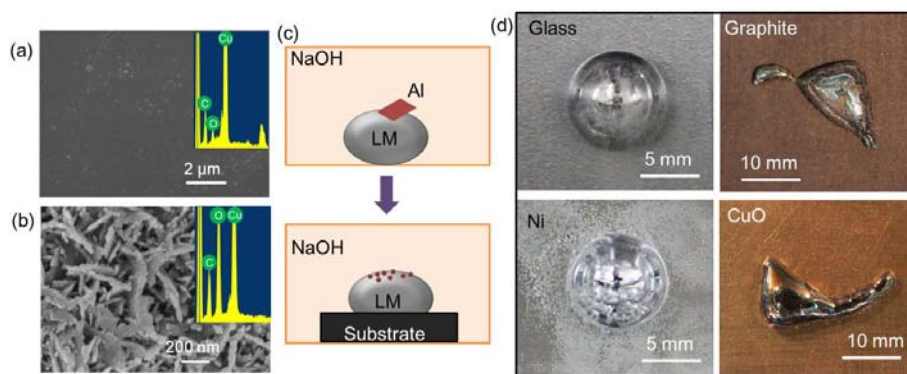 (a)
Cu
C
O
2 μm
(b)
O
Cu
C
200 nm
(c)
NaOH
Al
LM
NaOH
LM
Substrate
(d)
Glass
5 mm
Graphite
10 mm
Ni
5 mm
CuO
10 mm